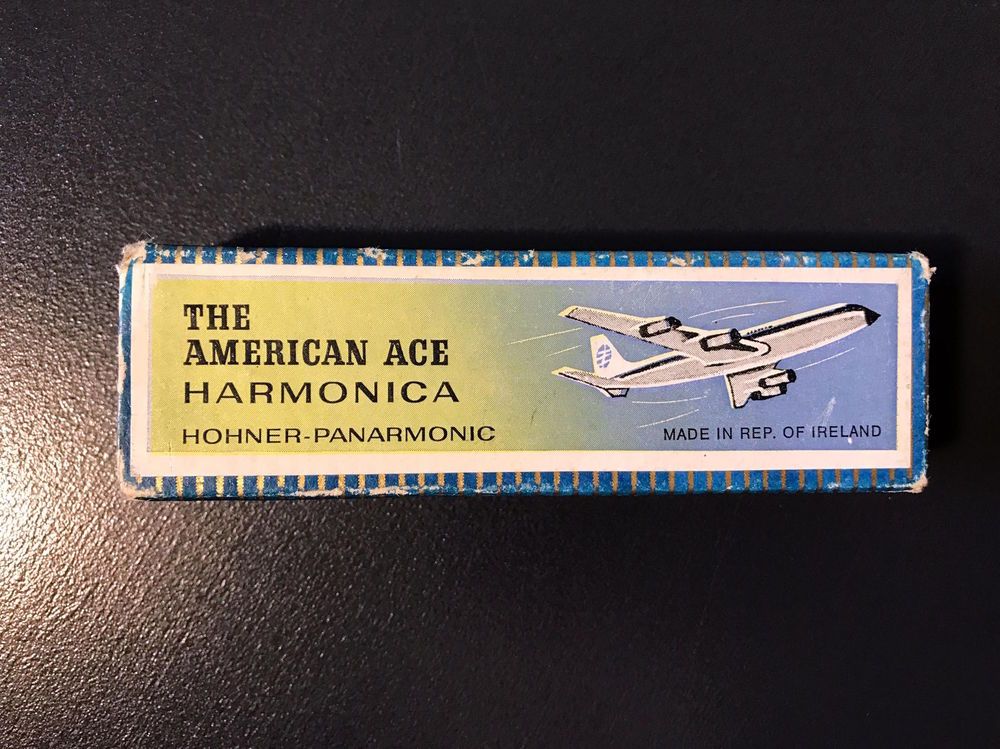 THE
AMERICAN ACE
HARMONICA
HOHNER-PANARMONIC
MADE IN REP. OF IRELAND